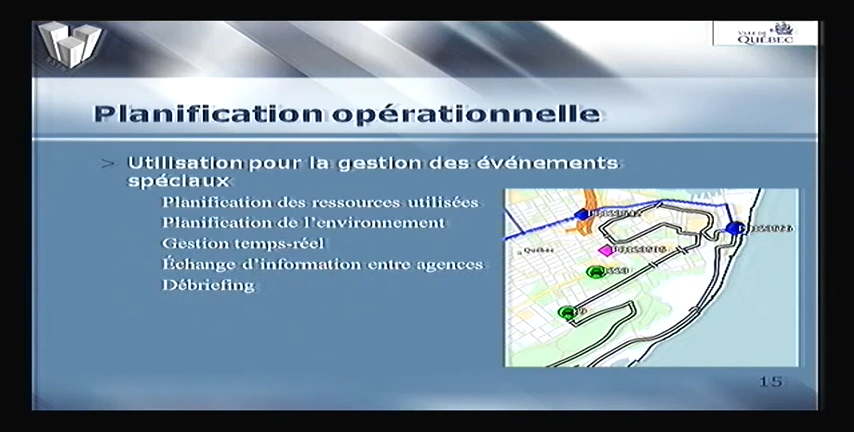 VILLE DE
QUÉBEC
Planification opérationnelle
> Utilisation pour la gestion des événements
spéciaux
Planification des ressources utilisées
Planification de l'environnement
Québec
Gestion temps-réel
Échange d'information entre agences
Débriefing
15